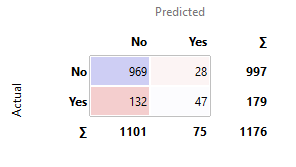 Predicted
No Yes Σ
No 969 28 997
Actual
Yes 132 47 179
Σ 1101 75 1176